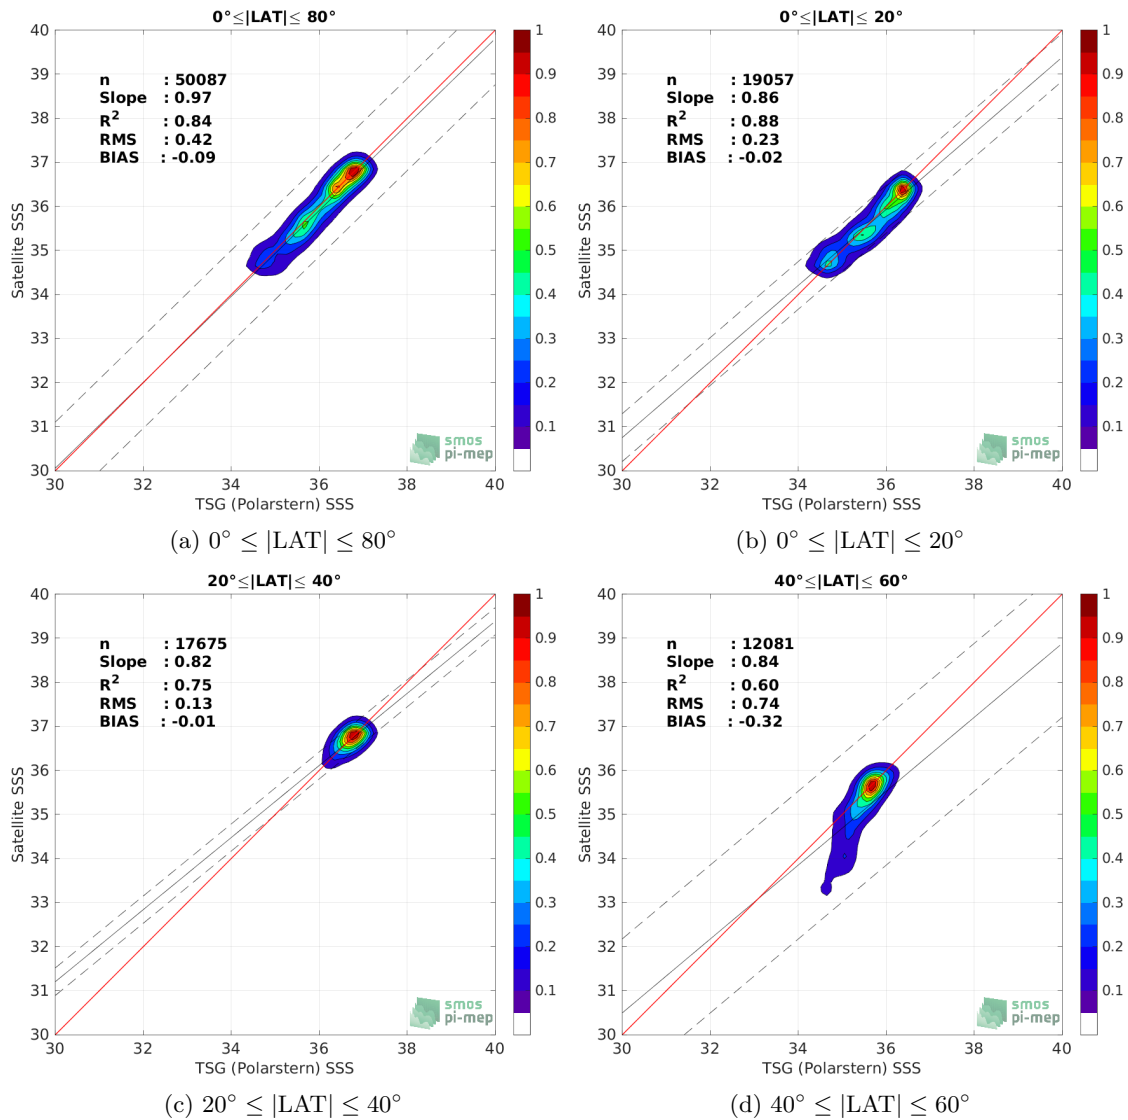 0°≤|LAT|≤ 80°
n : 50087
Slope : 0.97
R² : 0.84
RMS : 0.42
BIAS : -0.09
Satellite SSS
40
39
38
37
36
35
34
33
32
31
30
30 32 34 36 38 40
TSG (Polarstern) SSS
1
0.9
0.8
0.7
0.6
0.5
0.4
0.3
0.2
0.1
smos
pi-mep
(a) 0° ≤ |LAT| ≤ 80°
0°≤|LAT|≤ 20°
n : 19057
Slope : 0.86
R² : 0.88
RMS : 0.23
BIAS : -0.02
Satellite SSS
40
39
38
37
36
35
34
33
32
31
30
30 32 34 36 38 40
TSG (Polarstern) SSS
1
0.9
0.8
0.7
0.6
0.5
0.4
0.3
0.2
0.1
smos
pi-mep
(b) 0° ≤ |LAT| ≤ 20°
20°≤|LAT|≤ 40°
n : 17675
Slope : 0.82
R² : 0.75
RMS : 0.13
BIAS : -0.01
Satellite SSS
40
39
38
37
36
35
34
33
32
31
30
30 32 34 36 38 40
TSG (Polarstern) SSS
1
0.9
0.8
0.7
0.6
0.5
0.4
0.3
0.2
0.1
smos
pi-mep
(c) 20° ≤ |LAT| ≤ 40°
40°≤|LAT|≤ 60°
n : 12081
Slope : 0.84
R² : 0.60
RMS : 0.74
BIAS : -0.32
Satellite SSS
40
39
38
37
36
35
34
33
32
31
30
30 32 34 36 38 40
TSG (Polarstern) SSS
1
0.9
0.8
0.7
0.6
0.5
0.4
0.3
0.2
0.1
smos
pi-mep
(d) 40° ≤ |LAT| ≤ 60°